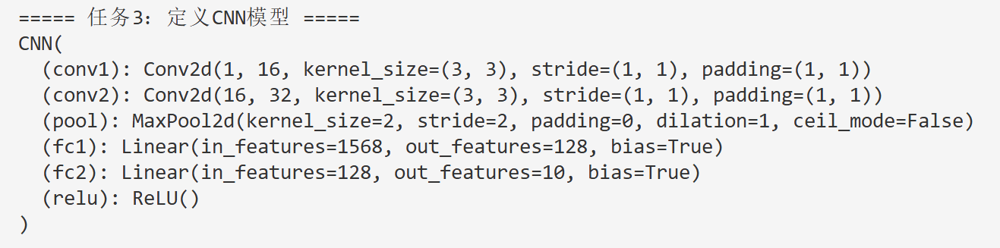 ===== 任务3: 定义CNN模型 =====
CNN(
  (conv1): Conv2d(1, 16, kernel_size=(3, 3), stride=(1, 1), padding=(1, 1))
  (conv2): Conv2d(16, 32, kernel_size=(3, 3), stride=(1, 1), padding=(1, 1))
  (pool): MaxPool2d(kernel_size=2, stride=2, padding=0, dilation=1, ceil_mode=False)
  (fc1): Linear(in_features=1568, out_features=128, bias=True)
  (fc2): Linear(in_features=128, out_features=10, bias=True)
  (relu): ReLU()
)